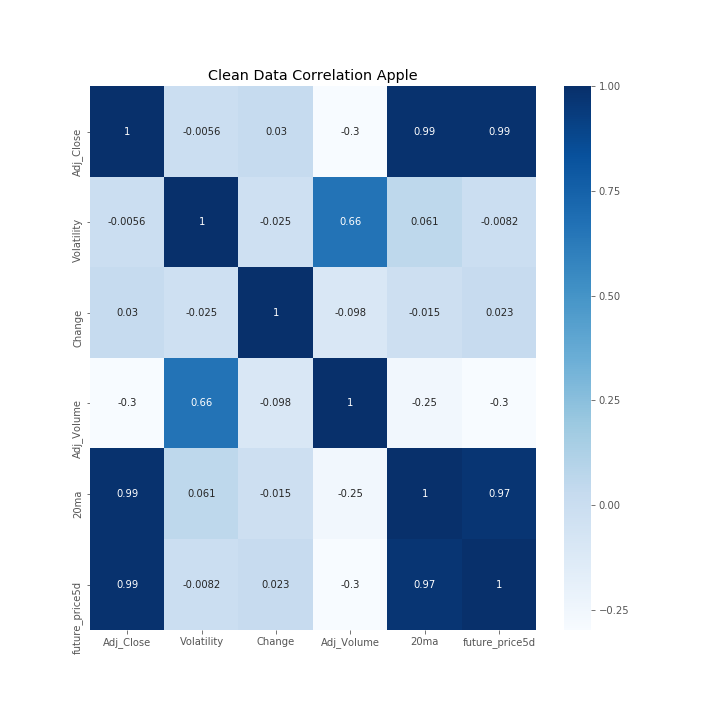 Clean Data Correlation Apple
Adj_Close 1 -0.0056 0.03 -0.3 0.99 0.99
Volatility -0.0056 1 -0.025 0.66 0.061 -0.0082
Change 0.03 -0.025 1 -0.098 -0.015 0.023
Adj_Volume -0.3 0.66 -0.098 1 -0.25 -0.3
20ma 0.99 0.061 -0.015 -0.25 1 0.97
future_price5d 0.99 -0.0082 0.023 -0.3 0.97 1
Adj_Close Volatility Change Adj_Volume 20ma future_price5d
1.00
0.75
0.50
0.25
0.00
−0.25